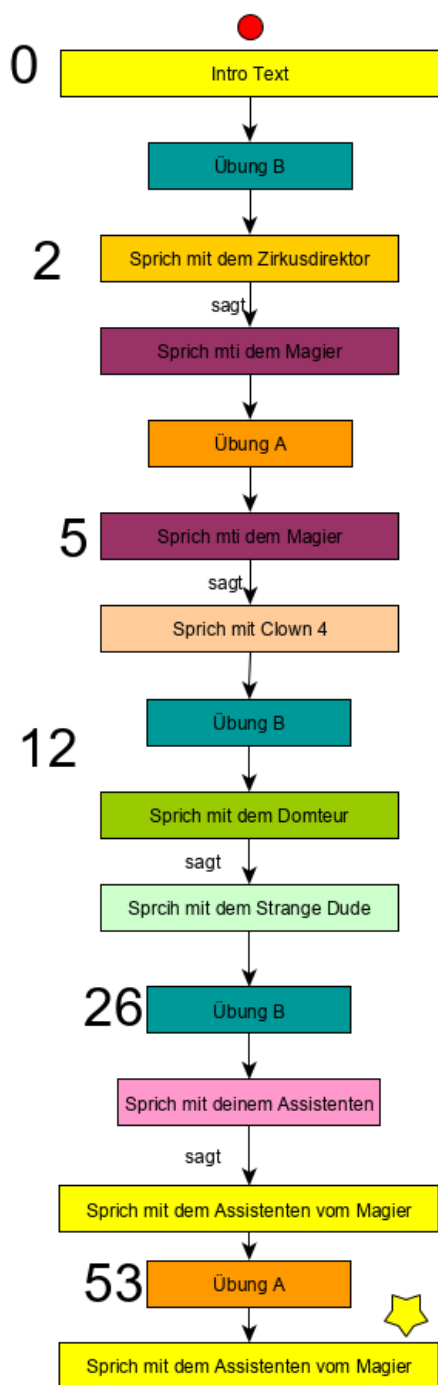 0
Intro Text
Übung B
2
Sprich mit dem Zirkusdirektor
sagt
Sprich mti dem Magier
Übung A
5
Sprich mti dem Magier
sagt
Sprich mit Clown 4
Übung B
12
Sprich mit dem Domteur
sagt
Sprcih mit dem Strange Dude
26
Übung B
Sprich mit deinem Assistenten
sagt
Sprich mit dem Assistenten vom Magier
53
Übung A
Sprich mit dem Assistenten vom Magier